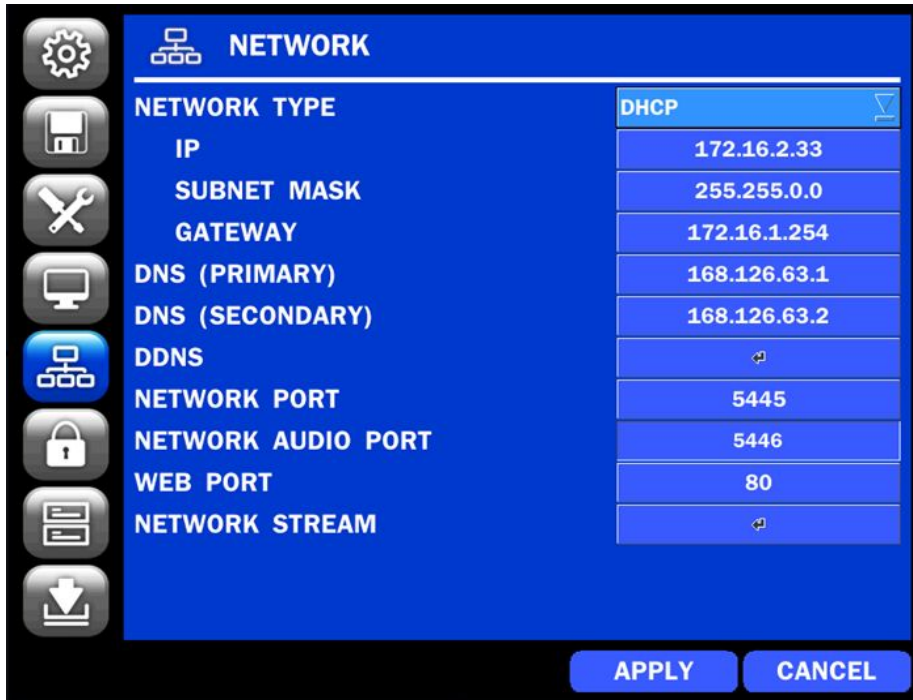 NETWORK
NETWORK TYPE DHCP
IP 172.16.2.33
SUBNET MASK 255.255.0.0
GATEWAY 172.16.1.254
DNS (PRIMARY) 168.126.63.1
DNS (SECONDARY) 168.126.63.2
DDNS
NETWORK PORT 5445
NETWORK AUDIO PORT 5446
WEB PORT 80
NETWORK STREAM
APPLY CANCEL